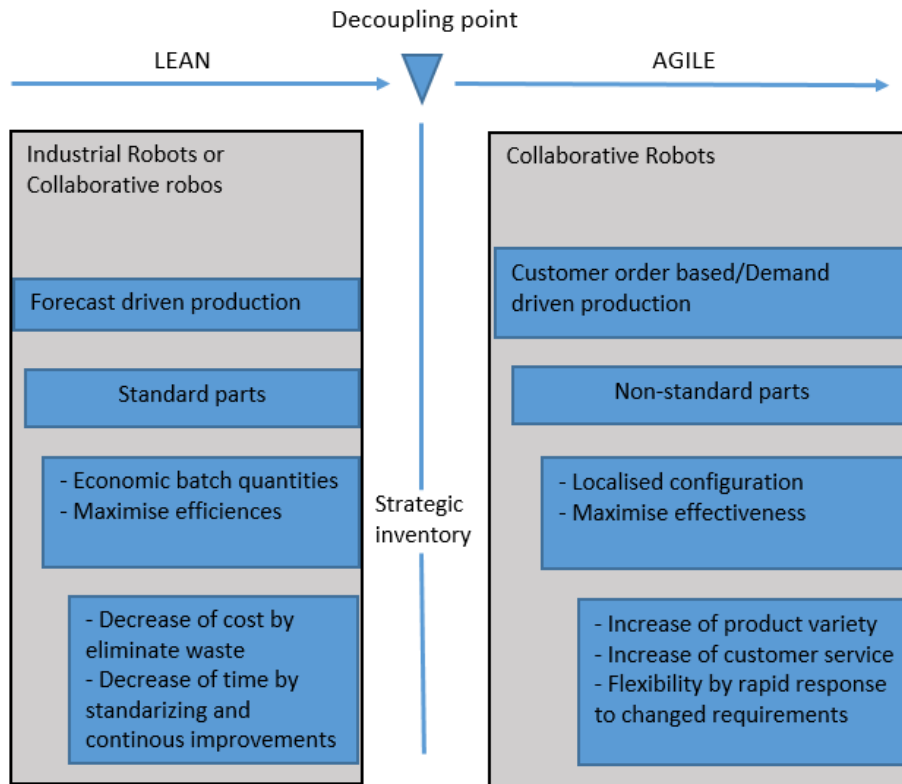 Decoupling point
LEAN
AGILE
Industrial Robots or
Collaborative robos
Forecast driven production
Standard parts
- Economic batch quantities
- Maximise efficiences
- Decrease of cost by
eliminate waste
- Decrease of time by
standarizing and
continous improvements
Strategic
inventory
Collaborative Robots
Customer order based/Demand
driven production
Non-standard parts
- Localised configuration
- Maximise effectiveness
- Increase of product variety
- Increase of customer service
- Flexibility by rapid response
to changed requirements